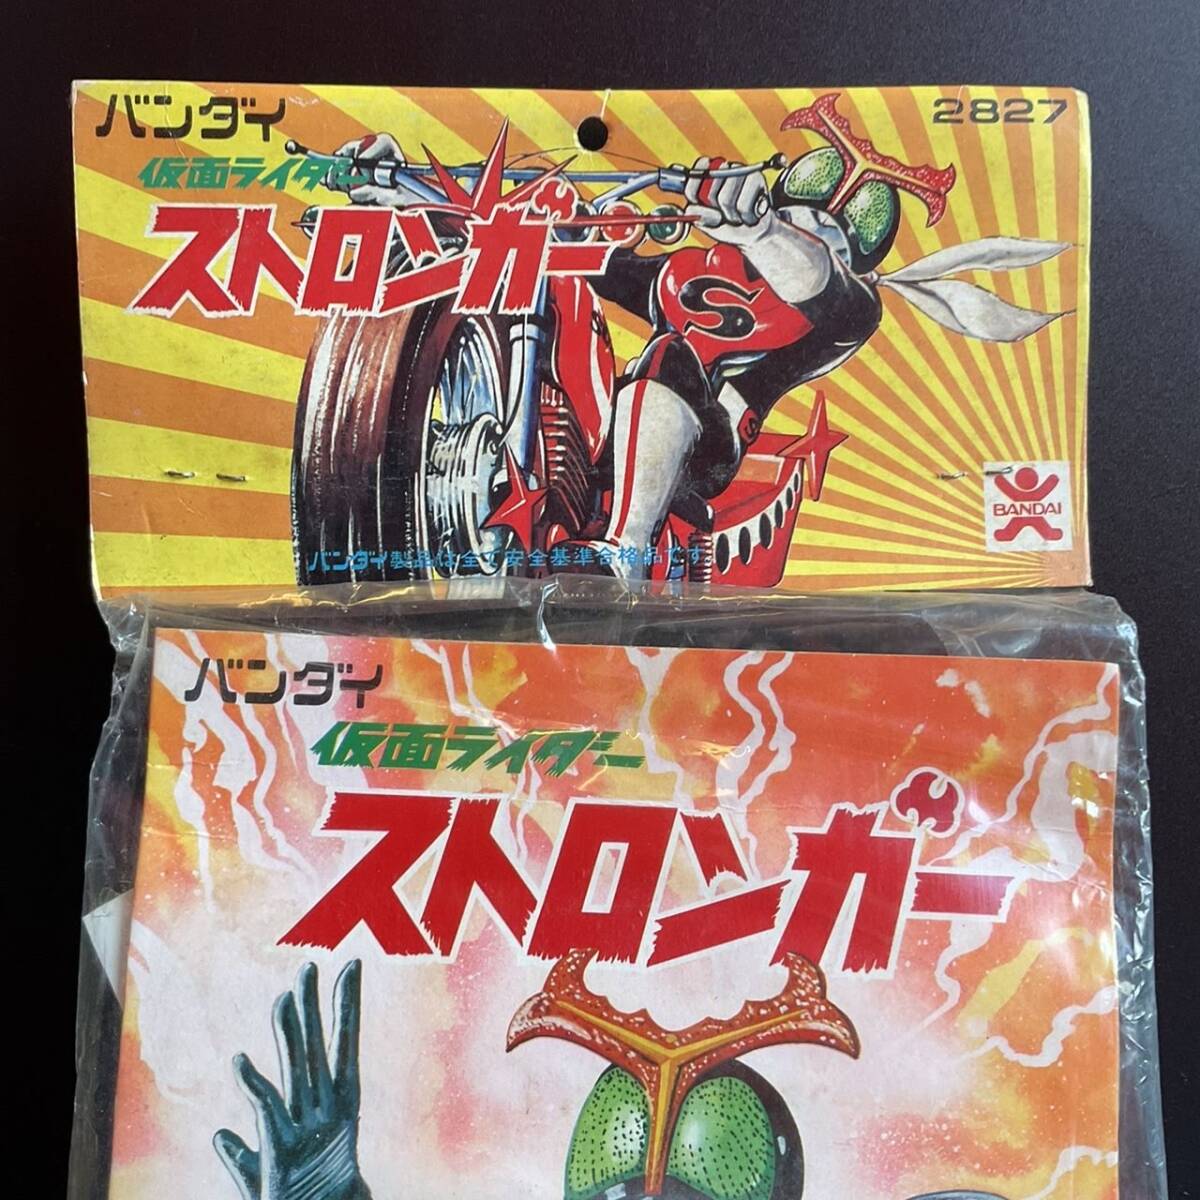 バンダイ
2827
仮面ライダー
ストロンガー
S
S
BANDAI
バンダイ製品は全て安全基準合格品です
バンダイ
仮面ライダー
ストロンガー